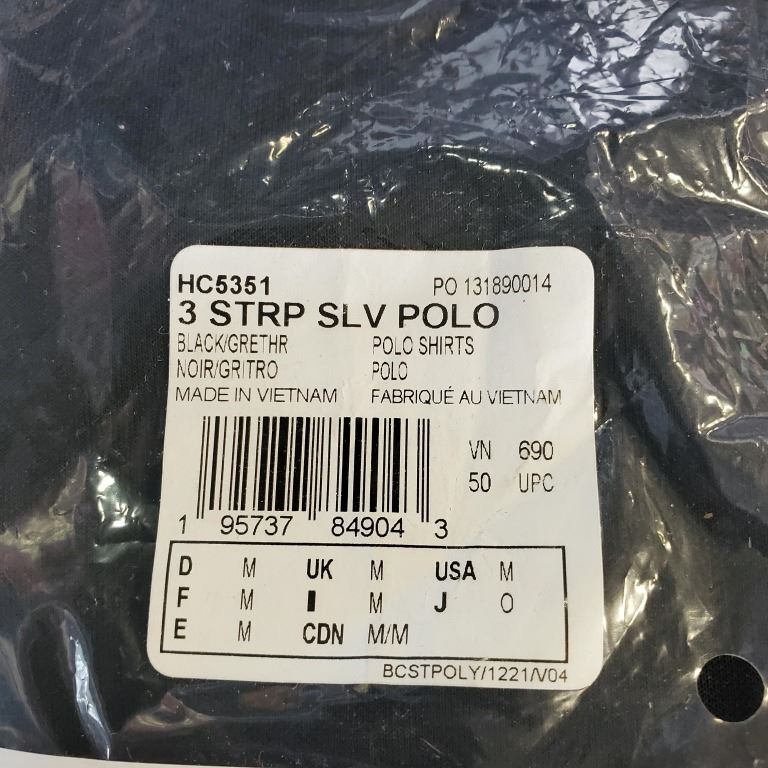 HC5351 PO 131890014
3 STRP SLV POLO
BLACK/GRETHR POLO SHIRTS
NOIR/GRITRO POLO
MADE IN VIETNAM FABRIQUÉ AU VIETNAM
VN 690
50 UPC
1 95737 84904 3
D M UK M USA M
F M I M J O
E M CDN M/M
BCSTPOLY/1221/V04